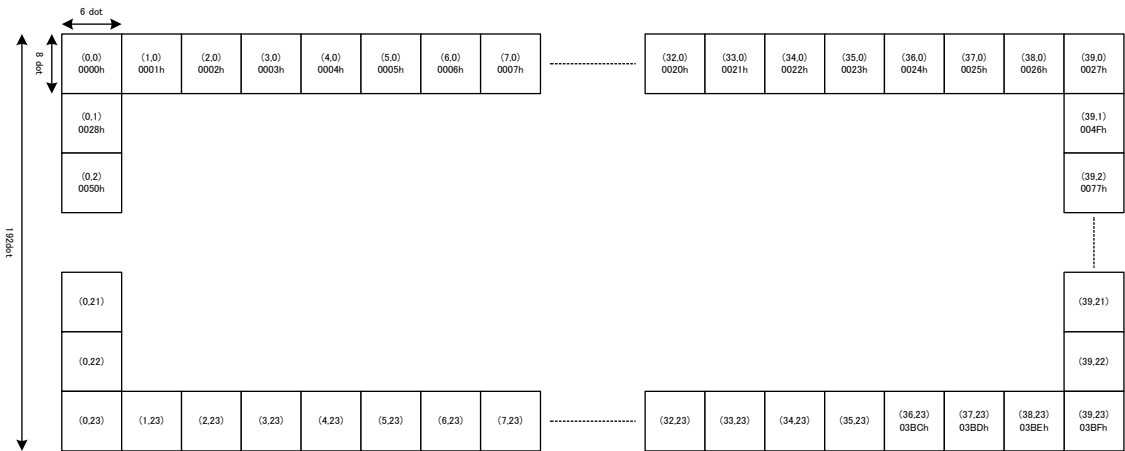 6 dot
8 dot
192dot
(0,0) (1,0) (2,0) (3,0) (4,0) (5,0) (6,0) (7,0) (32,0) (33,0) (34,0) (35,0) (36,0) (37,0) (38,0) (39,0)
0000h 0001h 0002h 0003h 0004h 0005h 0006h 0007h 0020h 0021h 0022h 0023h 0024h 0025h 0026h 0027h
(0,1) (39,1)
0028h 004Fh
(0,2) (39,2)
0050h 0077h
(0,21) (39,21)
(0,22) (39,22)
(0,23) (1,23) (2,23) (3,23) (4,23) (5,23) (6,23) (7,23) (32,23) (33,23) (34,23) (35,23) (36,23) (37,23) (38,23) (39,23)
03BCh 03BDh 03BEh 03BFh